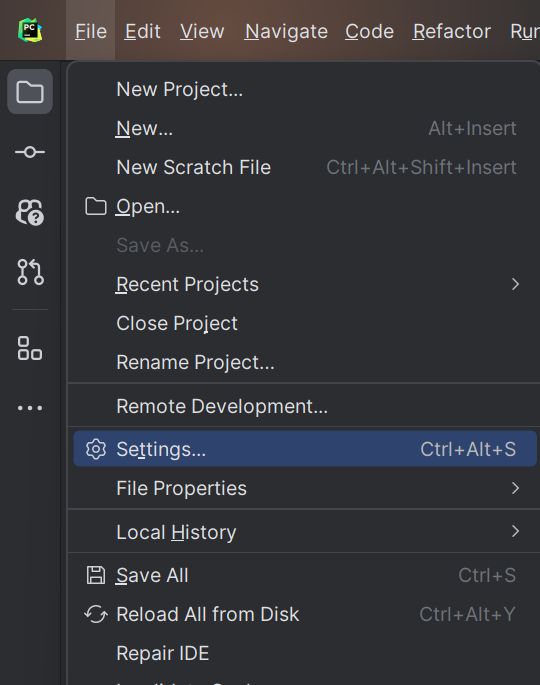 PC
File Edit View Navigate Code Refactor Run
New Project...
New... Alt+Insert
New Scratch File Ctrl+Alt+Shift+Insert
Open...
Save As...
Recent Projects
Close Project
Rename Project...
Remote Development...
Settings... Ctrl+Alt+S
File Properties
Local History
Save All Ctrl+S
Reload All from Disk Ctrl+Alt+Y
Repair IDE